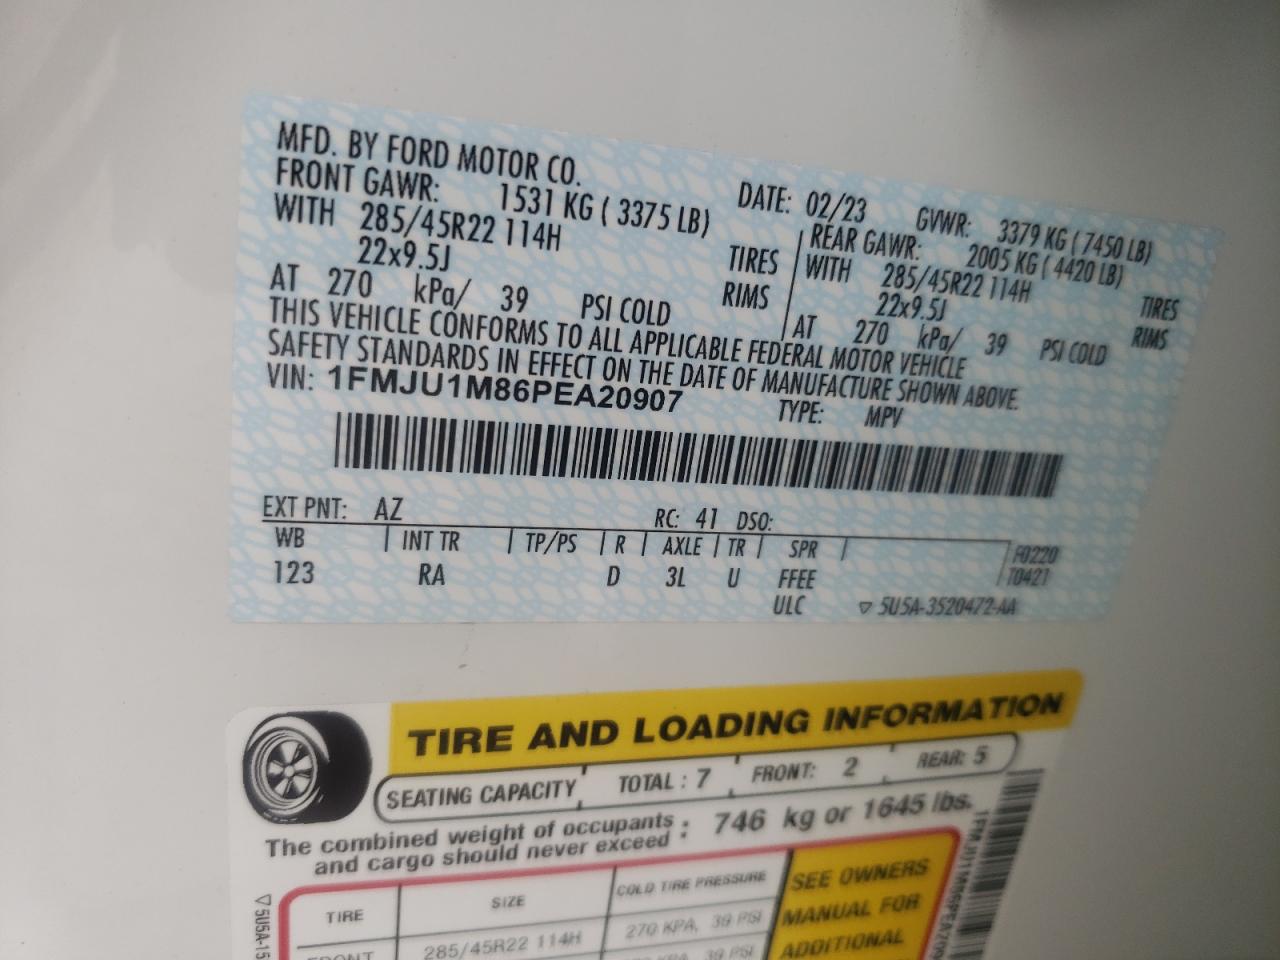 MFD. BY FORD MOTOR CO.
DATE: 02/23 GVWR: 3379 KG ( 7450 LB)
FRONT GAWR: 1531 KG ( 3375 LB)
WITH 285/45R22 114H TIRES
22x9.5J RIMS
AT 270 kPa/ 39 PSI COLD
REAR GAWR: 2005 KG ( 4420 LB)
WITH 285/45R22 114H TIRES
22x9.5J RIMS
AT 270 kPa/ 39 PSI COLD
THIS VEHICLE CONFORMS TO ALL APPLICABLE FEDERAL MOTOR VEHICLE
SAFETY STANDARDS IN EFFECT ON THE DATE OF MANUFACTURE SHOWN ABOVE.
VIN: 1FMJU1M86PEA20907 TYPE: MPV
EXT PNT: AZ RC: 41 DSO:
WB INT TR TP/PS R AXLE TR SPR F0220
123 RA D 3L U FFEE T0421
ULC ▽ 5U5A-3520472-AA
TIRE AND LOADING INFORMATION
SEATING CAPACITY TOTAL : 7 FRONT: 2 REAR: 5
The combined weight of occupants : 746 kg or 1645 lbs.
and cargo should never exceed
TIRE SIZE COLD TIRE PRESSURE
FRONT 285/45R22 114H 270 KPA, 39 PSI
39 PSI
SEE OWNERS
MANUAL FOR
ADDITIONAL
▽ 5U5A-15